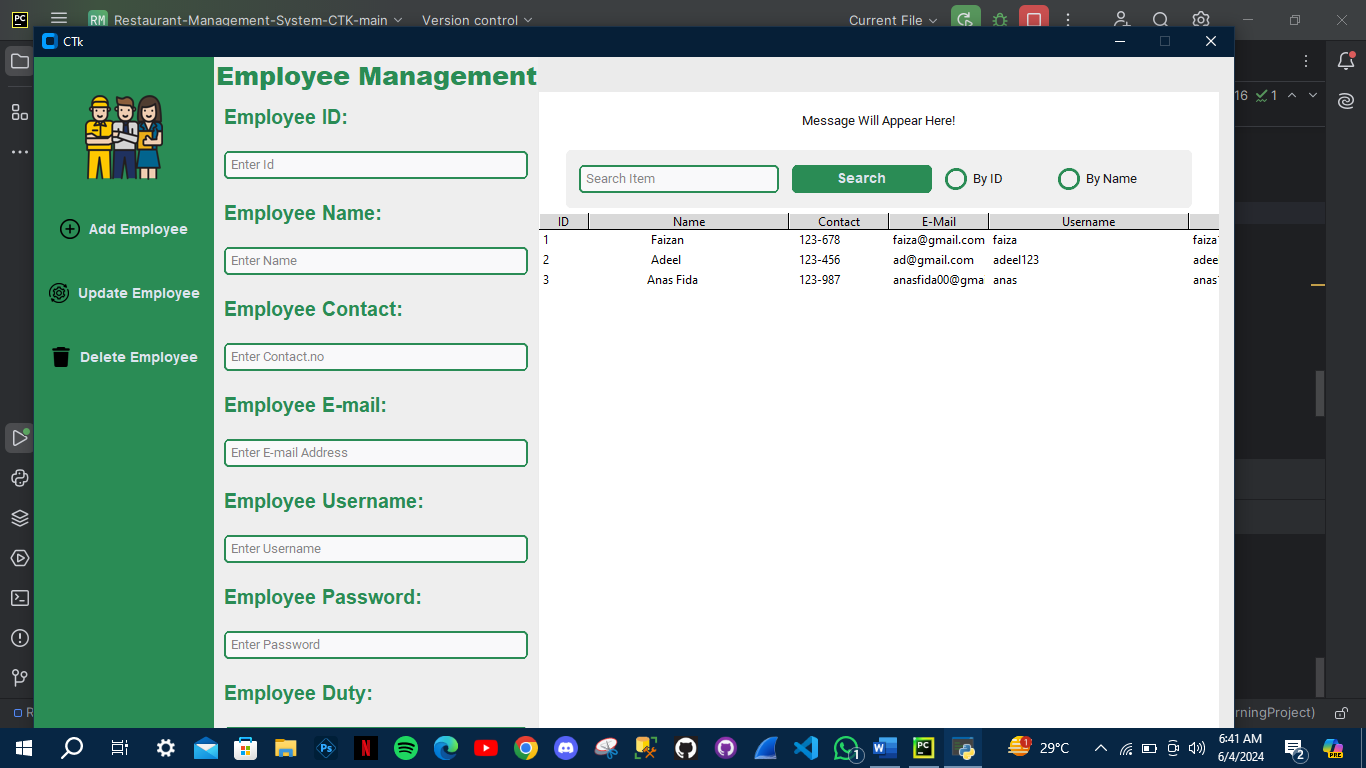 PC RM Restaurant-Management-System-CTK-main Version control Current File
CTk
16 1
Employee Management
Employee ID:
Enter Id
Employee Name:
Enter Name
Employee Contact:
Enter Contact.no
Employee E-mail:
Enter E-mail Address
Employee Username:
Enter Username
Employee Password:
Enter Password
Employee Duty:
Add Employee
Update Employee
Delete Employee
Message Will Appear Here!
Search Item Search By ID By Name
ID Name Contact E-Mail Username
1 Faizan 123-678 faiza@gmail.com faiza faiza
2 Adeel 123-456 ad@gmail.com adeel123 adee
3 Anas Fida 123-987 anasfida00@gma anas anas
R rningProject)
Ps N 1 W PC 1 29°C 6:41 AM 2 PRE
6/4/2024